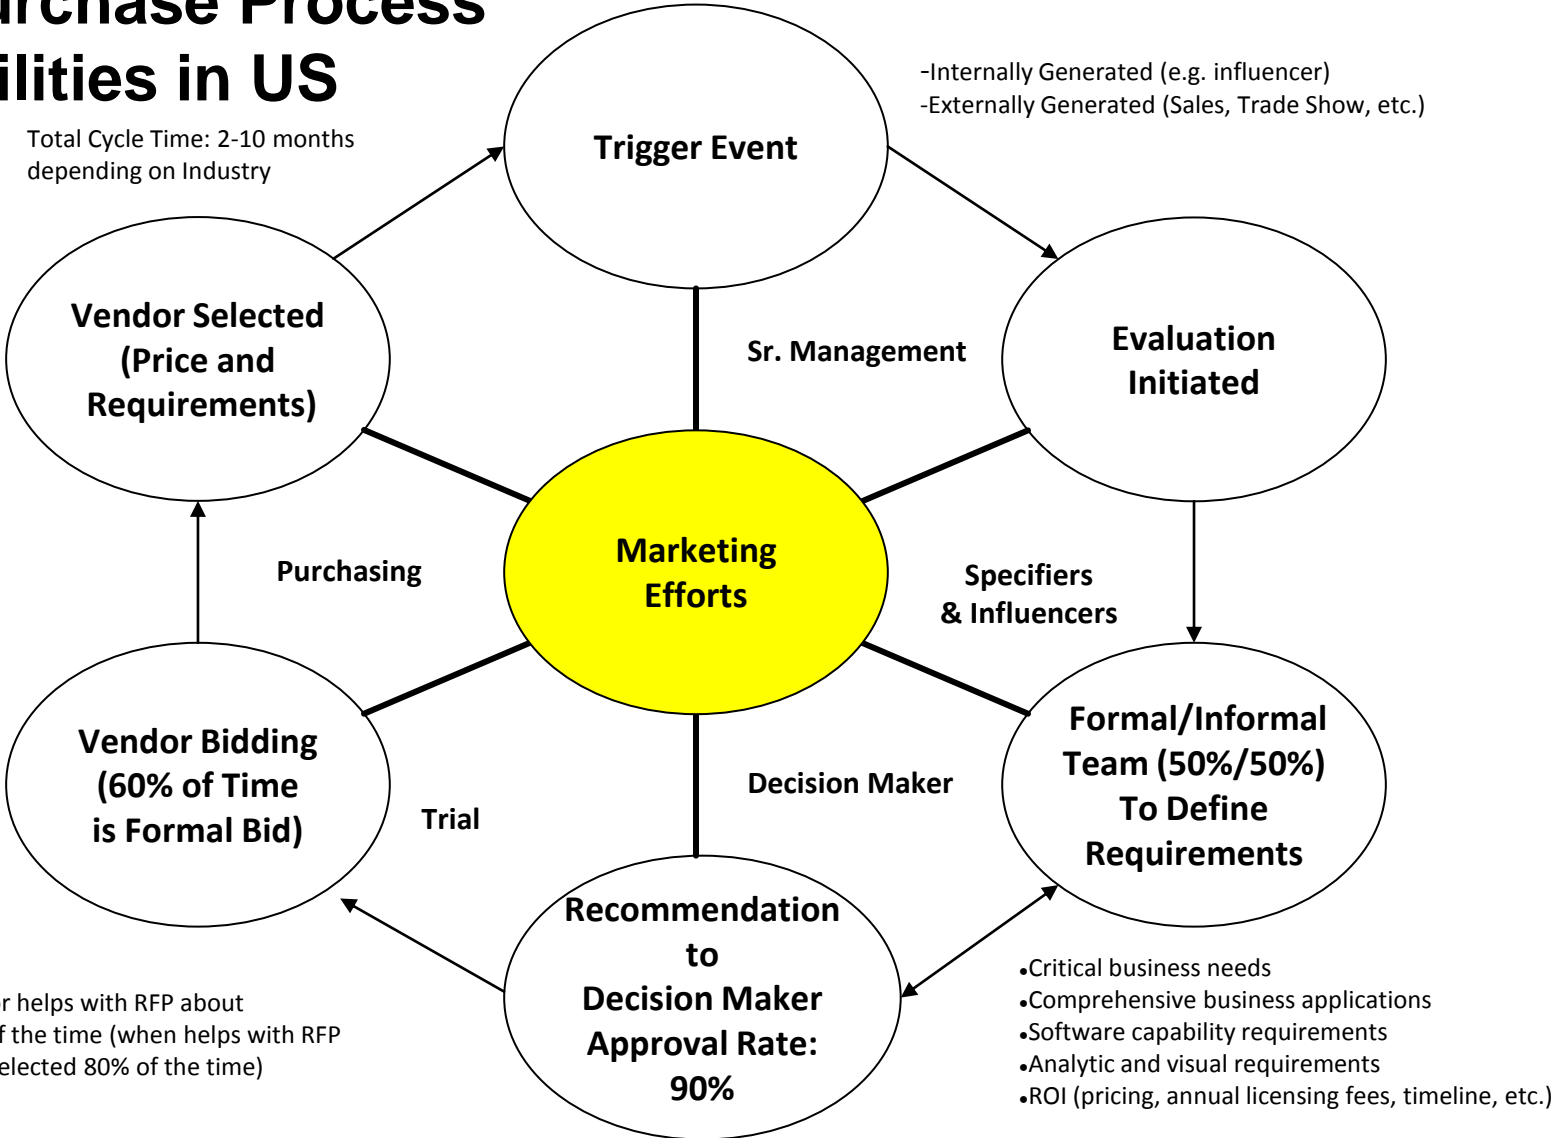 Process
in US
Total Cycle Time: 2-10 months
depending on Industry
-Internally Generated (e.g. influencer)
-Externally Generated (Sales, Trade Show, etc.)
Trigger Event
Vendor Selected
(Price and
Requirements)
Sr. Management
Evaluation
Initiated
Purchasing
Marketing
Efforts
Specifiers
& Influencers
Vendor Bidding
(60% of Time
is Formal Bid)
Trial
Decision Maker
Formal/Informal
Team (50%/50%)
To Define
Requirements
Recommendation
to
Decision Maker
Approval Rate:
90%
helps with RFP about
the time (when helps with RFP
80% of the time)
•Critical business needs
•Comprehensive business applications
•Software capability requirements
•Analytic and visual requirements
•ROI (pricing, annual licensing fees, timeline, etc.)